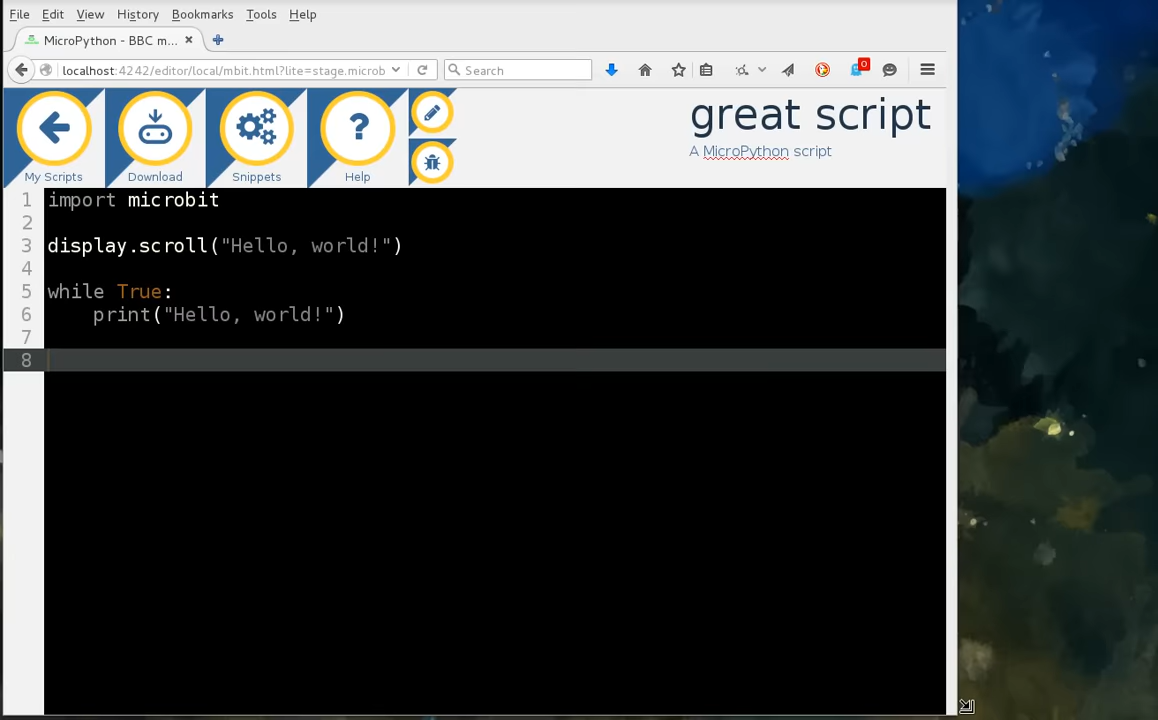 File Edit View History Bookmarks Tools Help
MicroPython - BBC m...
localhost:4242/editor/local/mbit.html?lite=stage.microb
Search
0
My Scripts
Download
Snippets
?
Help
great script
A MicroPython script
1 import microbit
2
3 display.scroll("Hello, world!")
4
5 while True:
6 print("Hello, world!")
7
8